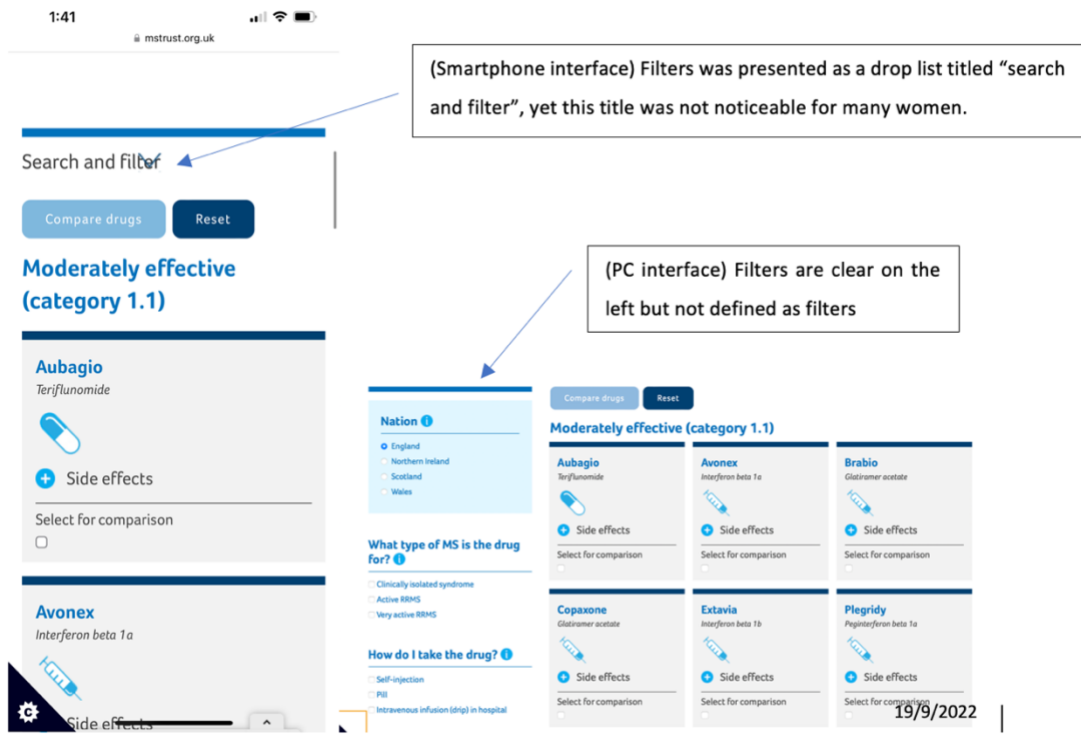 1:41
mstrust.org.uk
Search and filter
Compare drugs
Reset
Moderately effective
(category 1.1)
Aubagio
Teriflunomide
Side effects
Select for comparison
Avonex
Interferon beta 1a
Side effects
(Smartphone interface) Filters was presented as a drop list titled “search
and filter”, yet this title was not noticeable for many women.
(PC interface) Filters are clear on the
left but not defined as filters
Nation
England
Northern Ireland
Scotland
Wales
What type of MS is the drug
for?
Clinically isolated syndrome
Active RRMS
Very active RRMS
How do I take the drug?
Self-injection
Pill
Intravenous infusion (drip) in hospital
Compare drugs
Reset
Moderately effective (category 1.1)
Aubagio
Teriflunomide
Side effects
Select for comparison
Avonex
Interferon beta 1a
Side effects
Select for comparison
Brabio
Glatiramer acetate
Side effects
Select for comparison
Copaxone
Glatiramer acetate
Side effects
Select for comparison
Extavia
Interferon beta 1b
Side effects
Select for comparison
Plegridy
Peginterferon beta 1a
Side effects
Select for comparison
19/9/2022